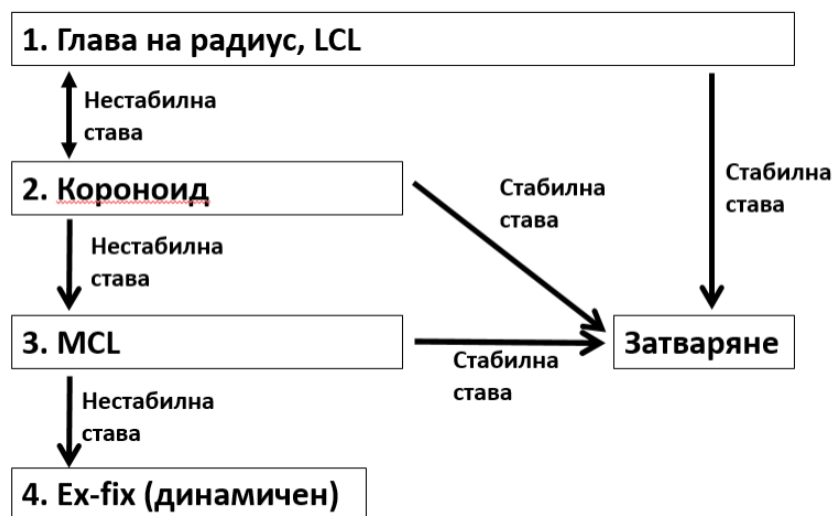 1. Глава на радиус, LCL
Нестабилна
става
Стабилна
става
2. Короноид
Стабилна
става
Нестабилна
става
3. MCL
Затваряне
Стабилна
става
Нестабилна
става
4. Ex-fix (динамичен)